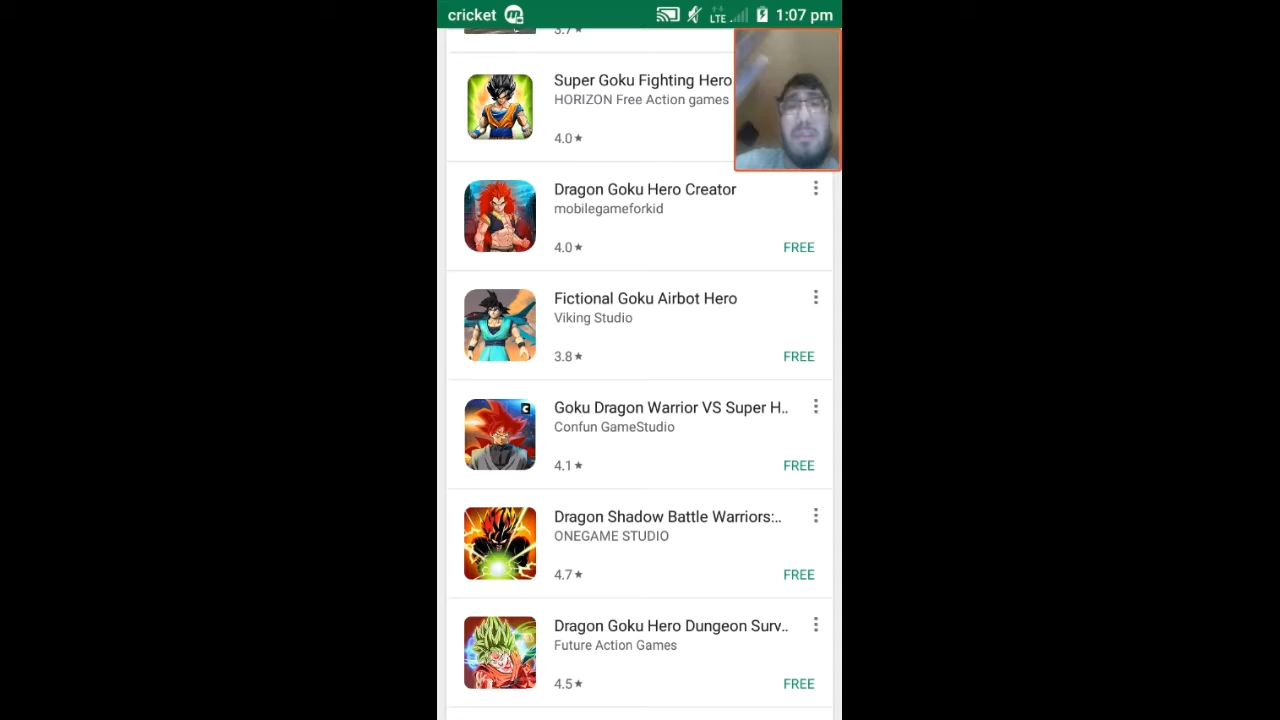 cricket
LTE
1:07 pm
3.7★
Super Goku Fighting Hero
HORIZON Free Action games
4.0★
Dragon Goku Hero Creator
mobilegameforkid
4.0★
FREE
Fictional Goku Airbot Hero
Viking Studio
3.8★
FREE
Goku Dragon Warrior VS Super H..
Confun GameStudio
4.1★
FREE
Dragon Shadow Battle Warriors:..
ONEGAME STUDIO
4.7★
FREE
Dragon Goku Hero Dungeon Surv..
Future Action Games
4.5★
FREE